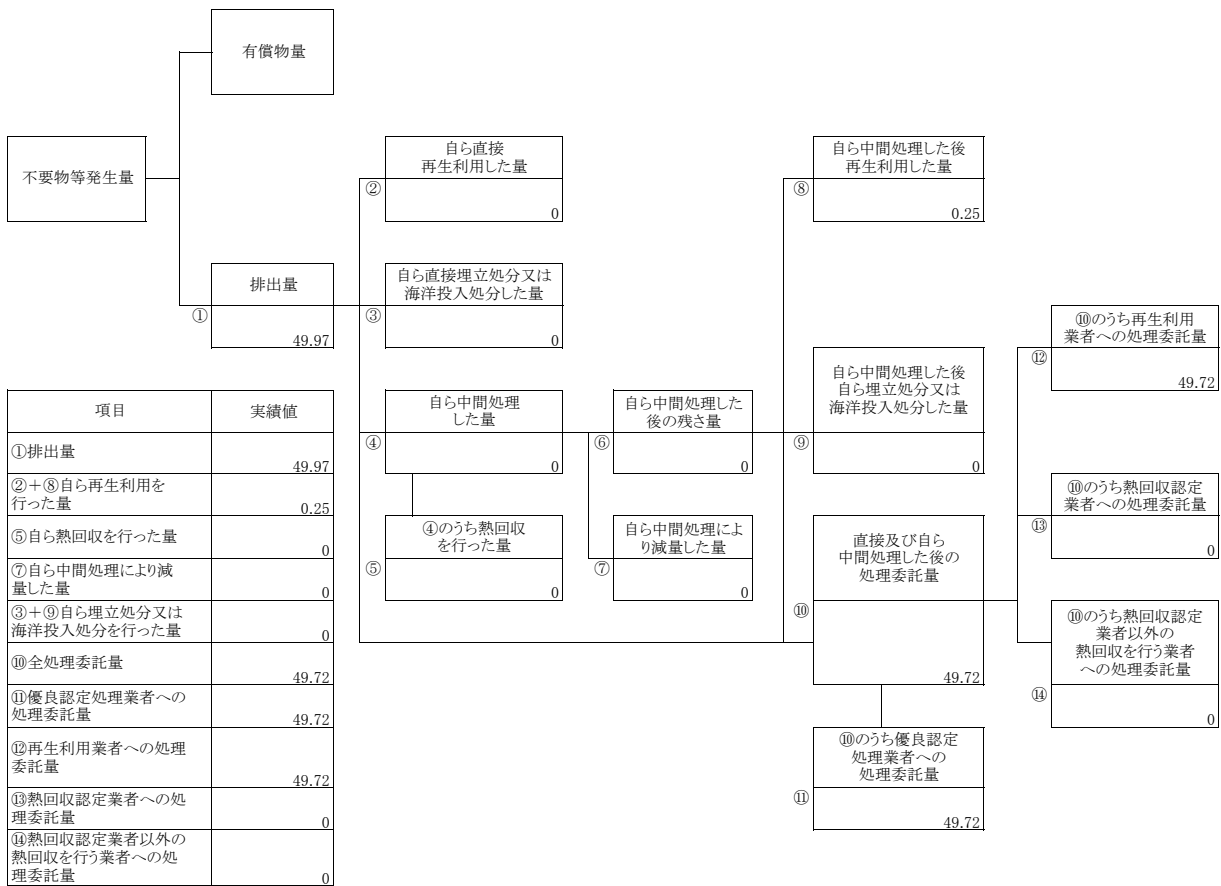 有償物量
不要物等発生量
自ら直接
再生利用した量
②
0
自ら中間処理した後
再生利用した量
⑧
0.25
排出量
①
49.97
自ら直接埋立処分又は
海洋投入処分した量
③
0
⑩のうち再生利用
業者への処理委託量
⑫
49.72
自ら中間処理
した量
④
0
自ら中間処理した
後の残さ量
⑥
0
自ら中間処理した後
自ら埋立処分又は
海洋投入処分した量
⑨
0
⑩のうち熱回収認定
業者への処理委託量
⑬
0
④のうち熱回収
を行った量
⑤
0
自ら中間処理によ
り減量した量
⑦
0
直接及び自ら
中間処理した後の
処理委託量
⑩
49.72
⑩のうち熱回収認定
業者以外の
熱回収を行う業者
への処理委託量
⑭
0
⑩のうち優良認定
処理業者への
処理委託量
⑪
49.72
項目 実績値
①排出量
49.97
②＋⑧自ら再生利用を
行った量
0.25
⑤自ら熱回収を行った量
0
⑦自ら中間処理により減
量した量
0
③＋⑨自ら埋立処分又は
海洋投入処分を行った量
0
⑩全処理委託量
49.72
⑪優良認定処理業者への
処理委託量
49.72
⑫再生利用業者への処理
委託量
49.72
⑬熱回収認定業者への処
理委託量
0
⑭熱回収認定業者以外の
熱回収を行う業者への処
理委託量
0